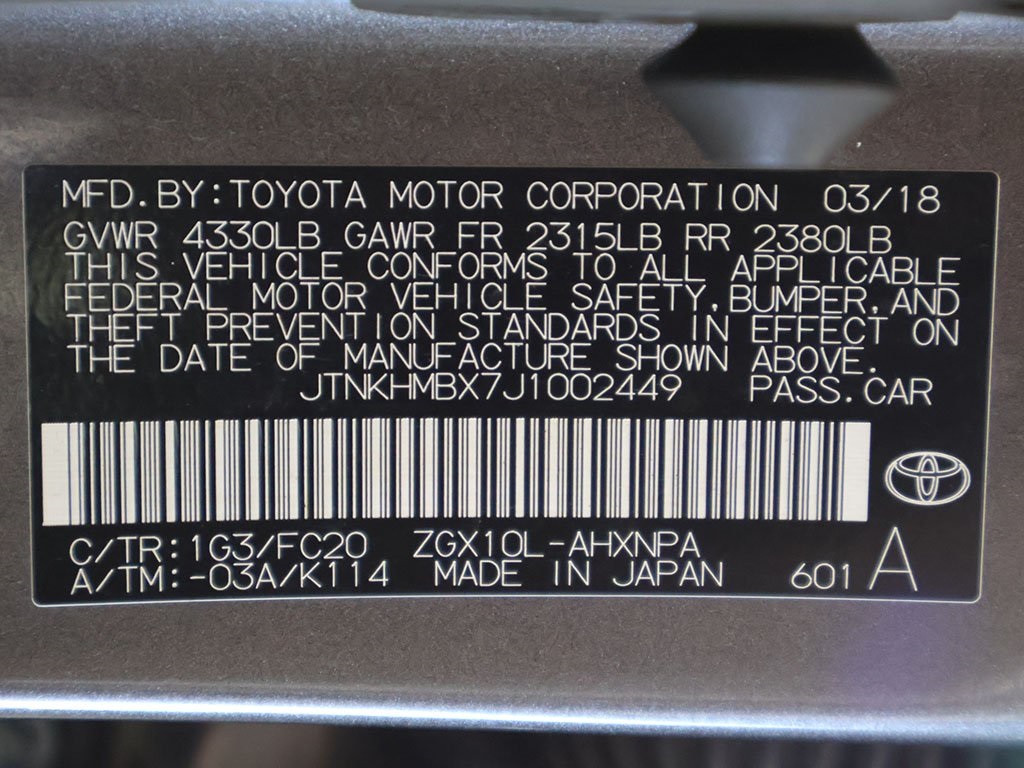 MFD.BY:TOYOTA MOTOR CORPORATION 03/18
GVWR 4330LB GAWR FR 2315LB RR 2380LB
THIS VEHICLE CONFORMS TO ALL APPLICABLE
FEDERAL MOTOR VEHICLE SAFETY,BUMPER,AND
THEFT PREVENTION STANDARDS IN EFFECT ON
THE DATE OF MANUFACTURE SHOWN ABOVE.
JTNKHMBX7J1002449 PASS.CAR
C/TR:1G3/FC20 ZGX10L-AHXNPA
A/TM:-03A/K114 MADE IN JAPAN 601 A